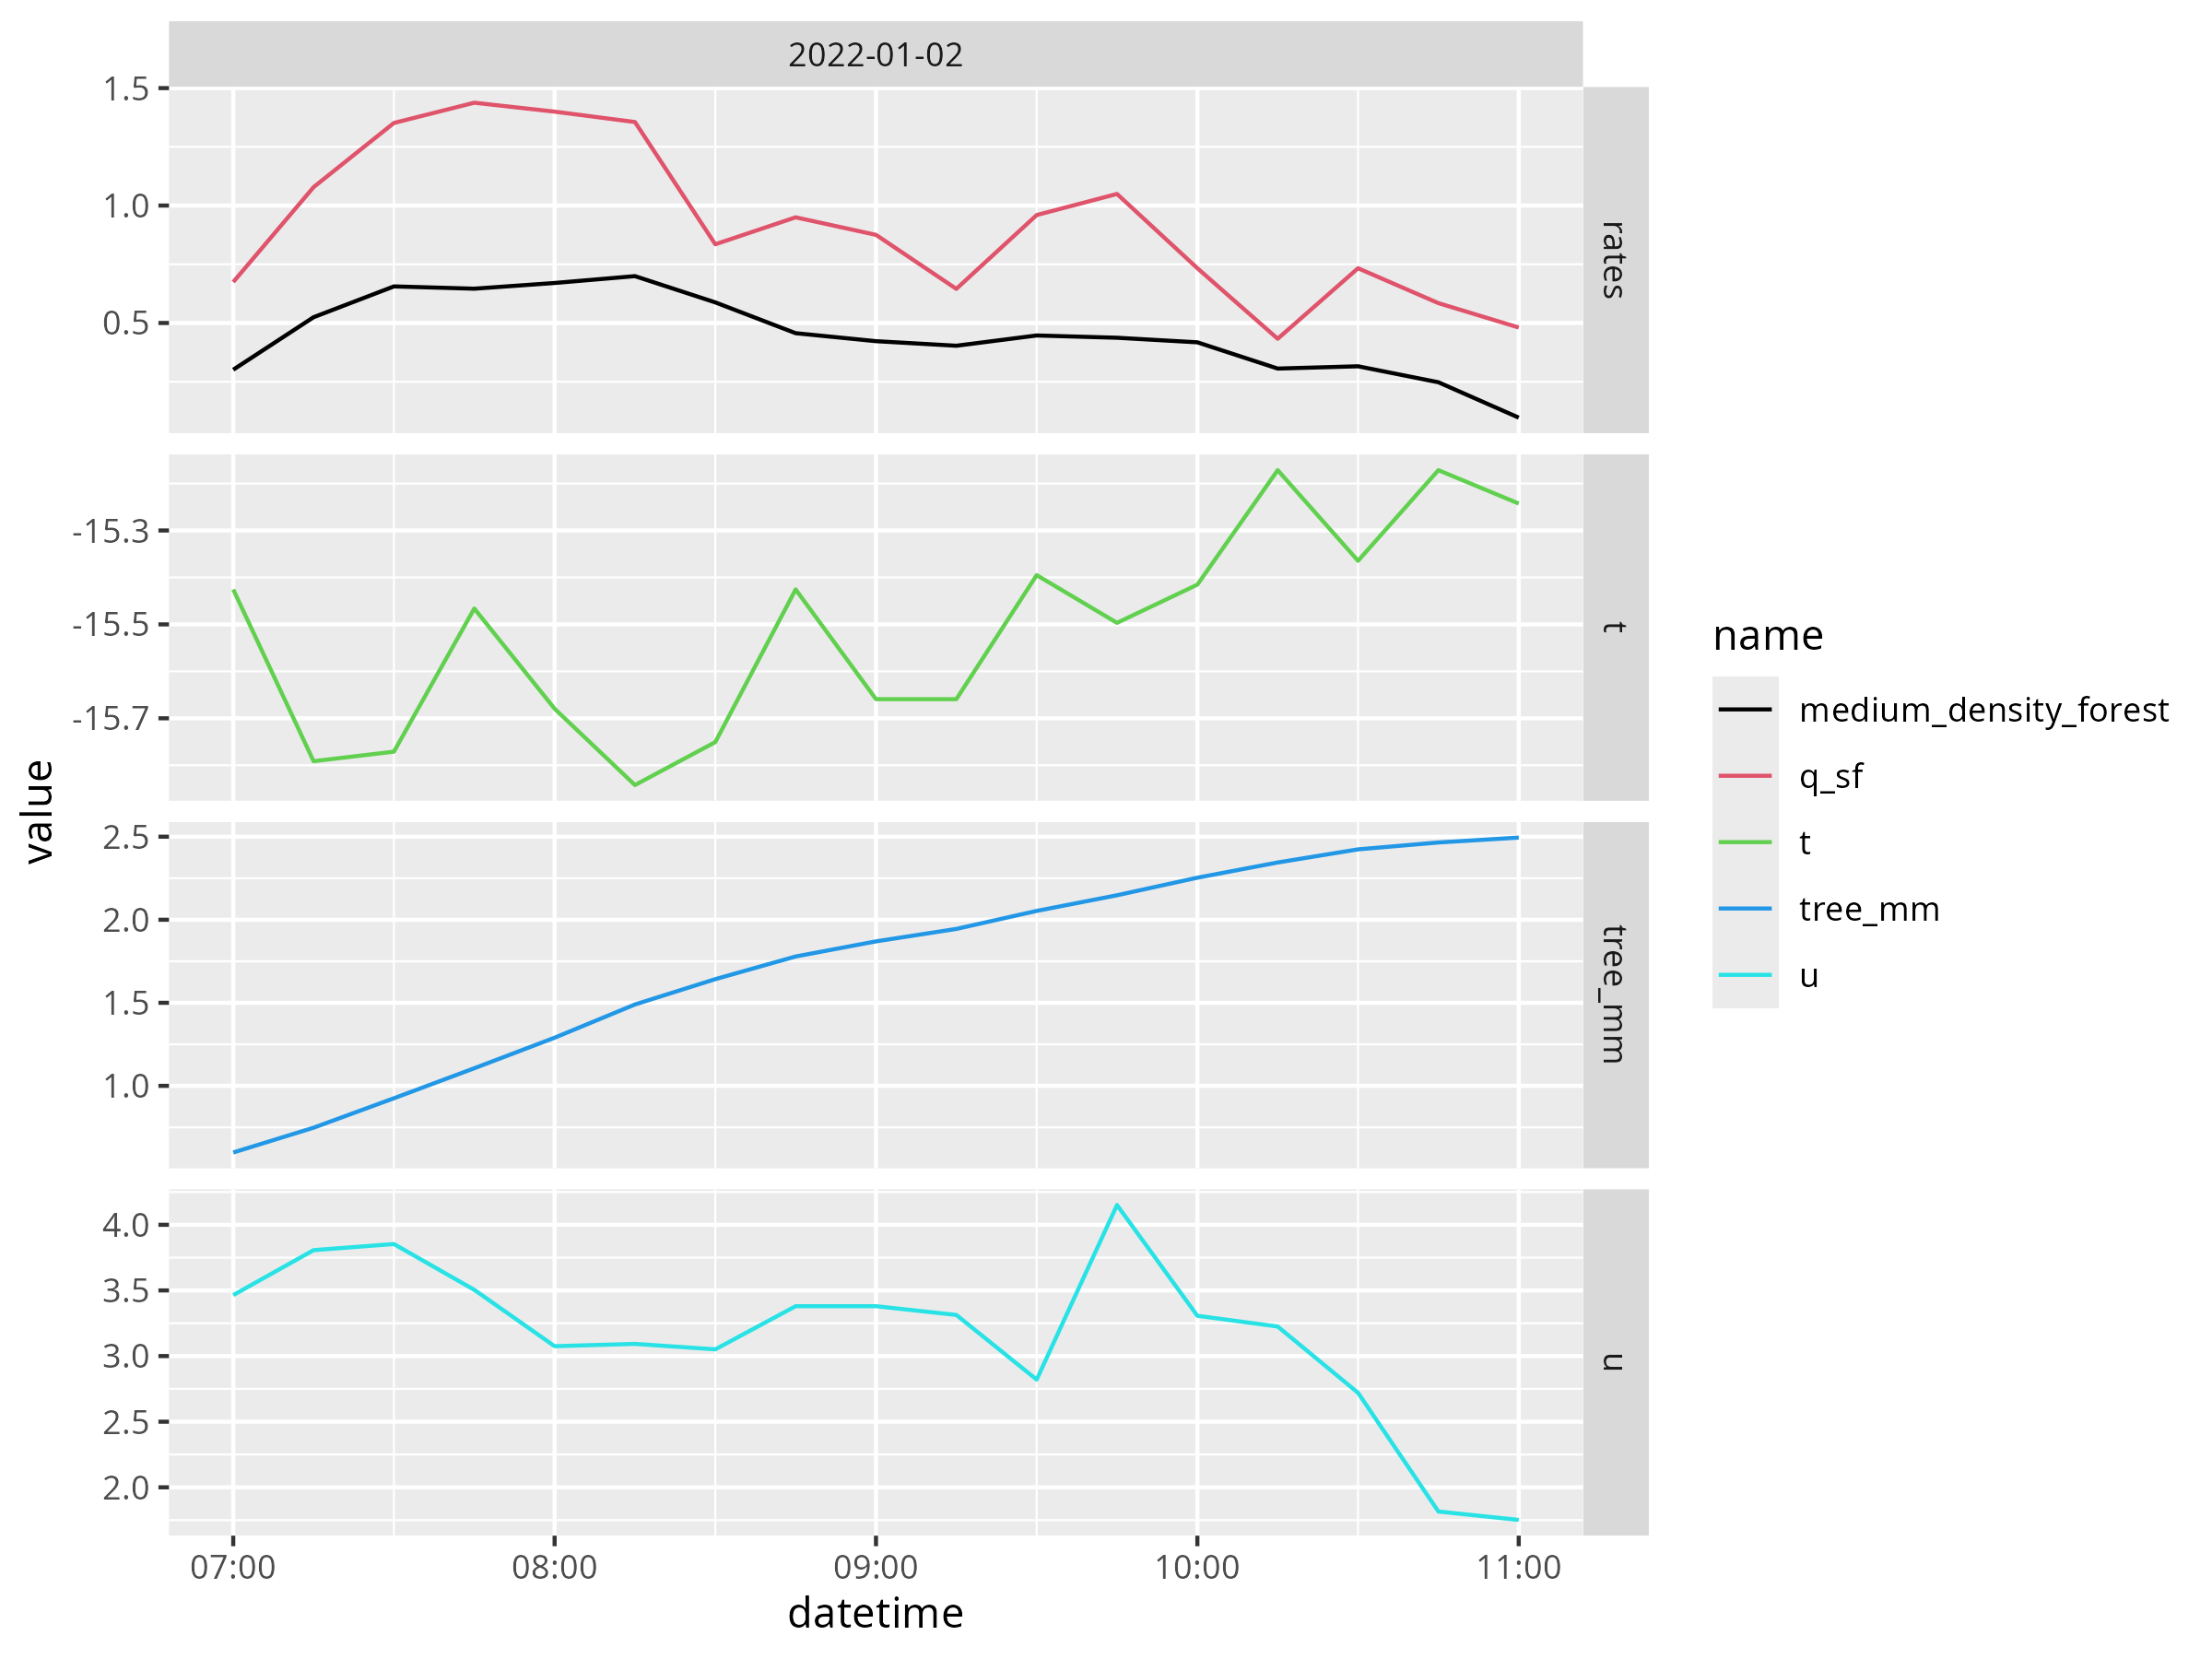 2022-01-02
1.5
1.0
0.5
rates
-15.3
-15.5
-15.7
t
2.5
2.0
1.5
1.0
tree_mm
4.0
3.5
3.0
2.5
2.0
u
07:00 08:00 09:00 10:00 11:00
datetime
value
name
medium_density_forest
q_sf
t
tree_mm
u